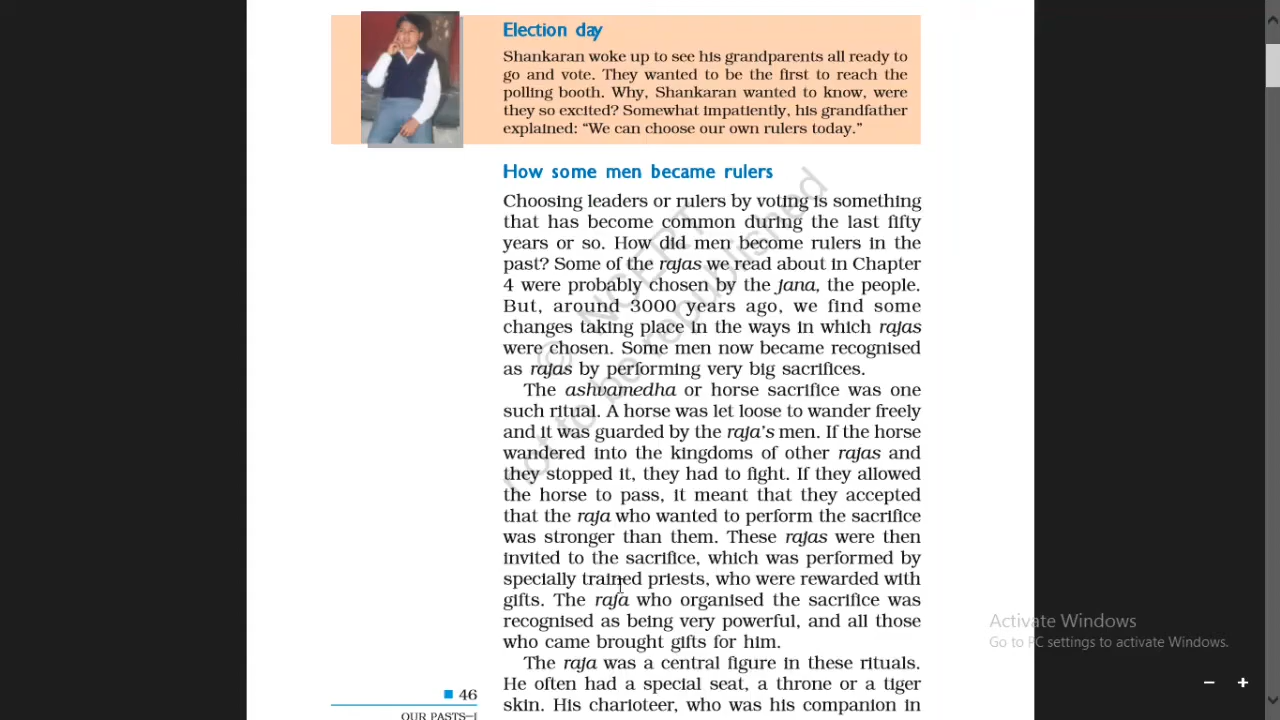 Election day
Shankaran woke up to see his grandparents all ready to
go and vote. They wanted to be the first to reach the
polling booth. Why, Shankaran wanted to know, were
they so excited? Somewhat impatiently, his grandfather
explained: “We can choose our own rulers today.”
How some men became rulers
Choosing leaders or rulers by voting is something
that has become common during the last fifty
years or so. How did men become rulers in the
past? Some of the rajas we read about in Chapter
4 were probably chosen by the jana, the people.
But, around 3000 years ago, we find some
changes taking place in the ways in which rajas
were chosen. Some men now became recognised
as rajas by performing very big sacrifices.
The ashvamedha or horse sacrifice was one
such ritual. A horse was let loose to wander freely
and it was guarded by the raja’s men. If the horse
wandered into the kingdoms of other rajas and
they stopped it, they had to fight. If they allowed
the horse to pass, it meant that they accepted
that the raja who wanted to perform the sacrifice
was stronger than them. These rajas were then
invited to the sacrifice, which was performed by
specially trained priests, who were rewarded with
gifts. The raja who organised the sacrifice was
recognised as being very powerful, and all those
who came brought gifts for him.
The raja was a central figure in these rituals.
He often had a special seat, a throne or a tiger
skin. His charioteer, who was his companion in
46
OUR PASTS–I
© NCERT
not to be republished
Activate Windows
Go to PC settings to activate Windows.